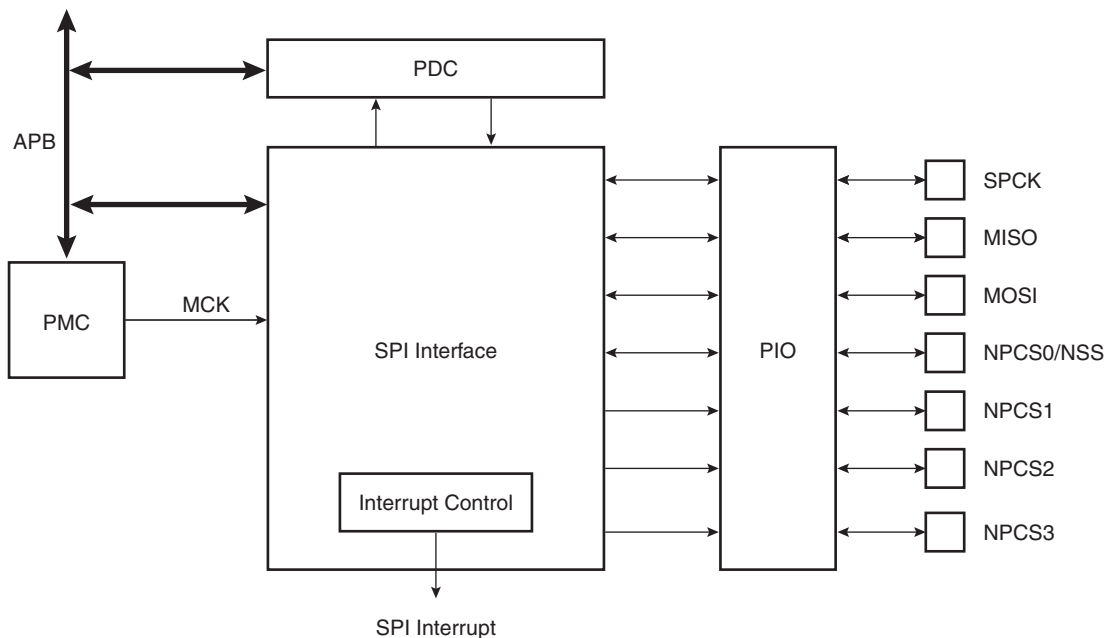 PDC
APB
SPCK
MISO
MCK
MOSI
PMC
SPI Interface
PIO
NPCS0/NSS
NPCS1
NPCS2
Interrupt Control
NPCS3
SPI Interrupt